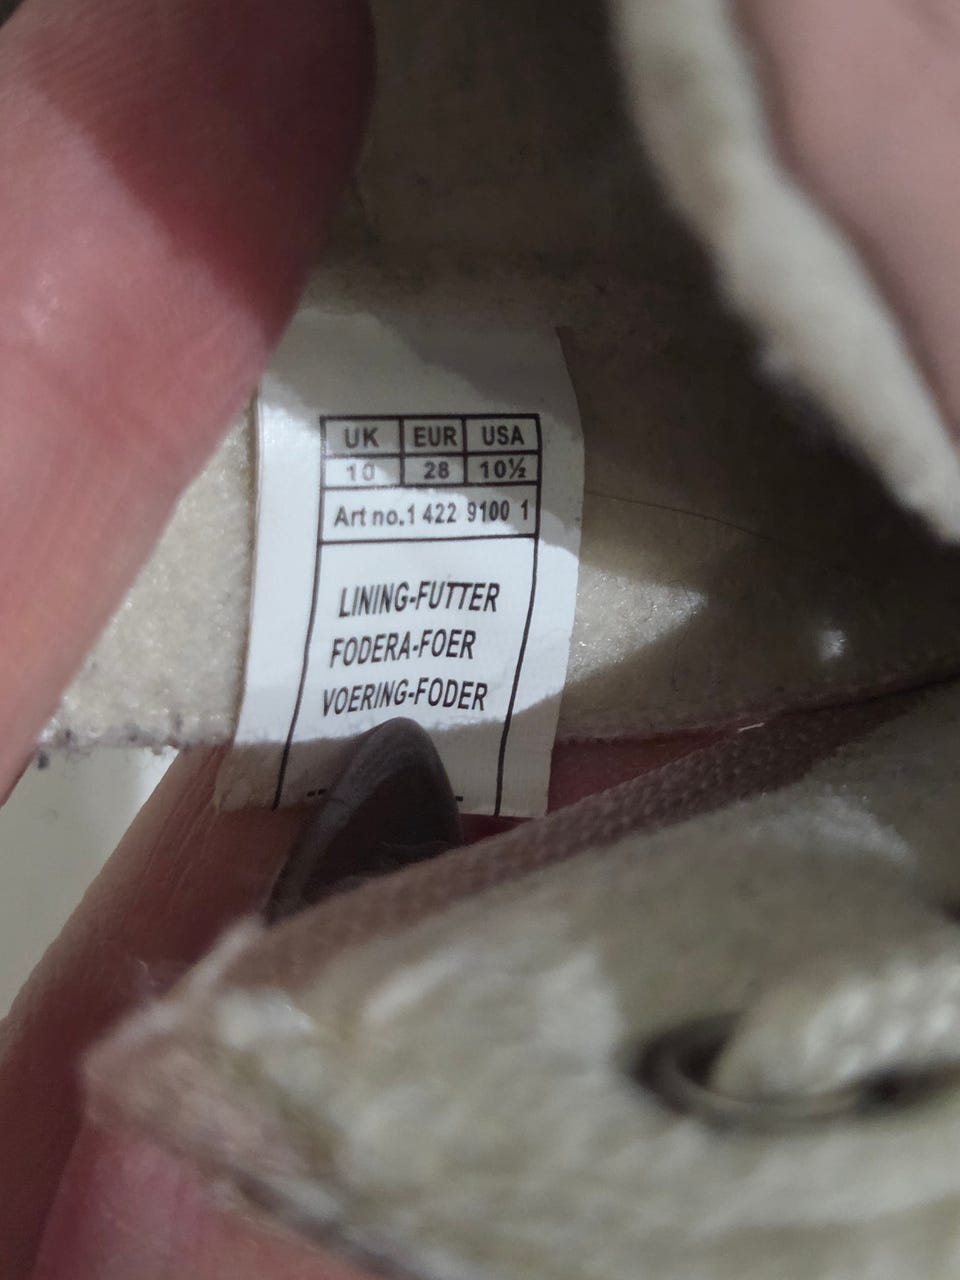 UK EUR USA
10 28 10½
Art no.1 422 9100 1
LINING-FUTTER
FODERA-FOER
VOERING-FODER